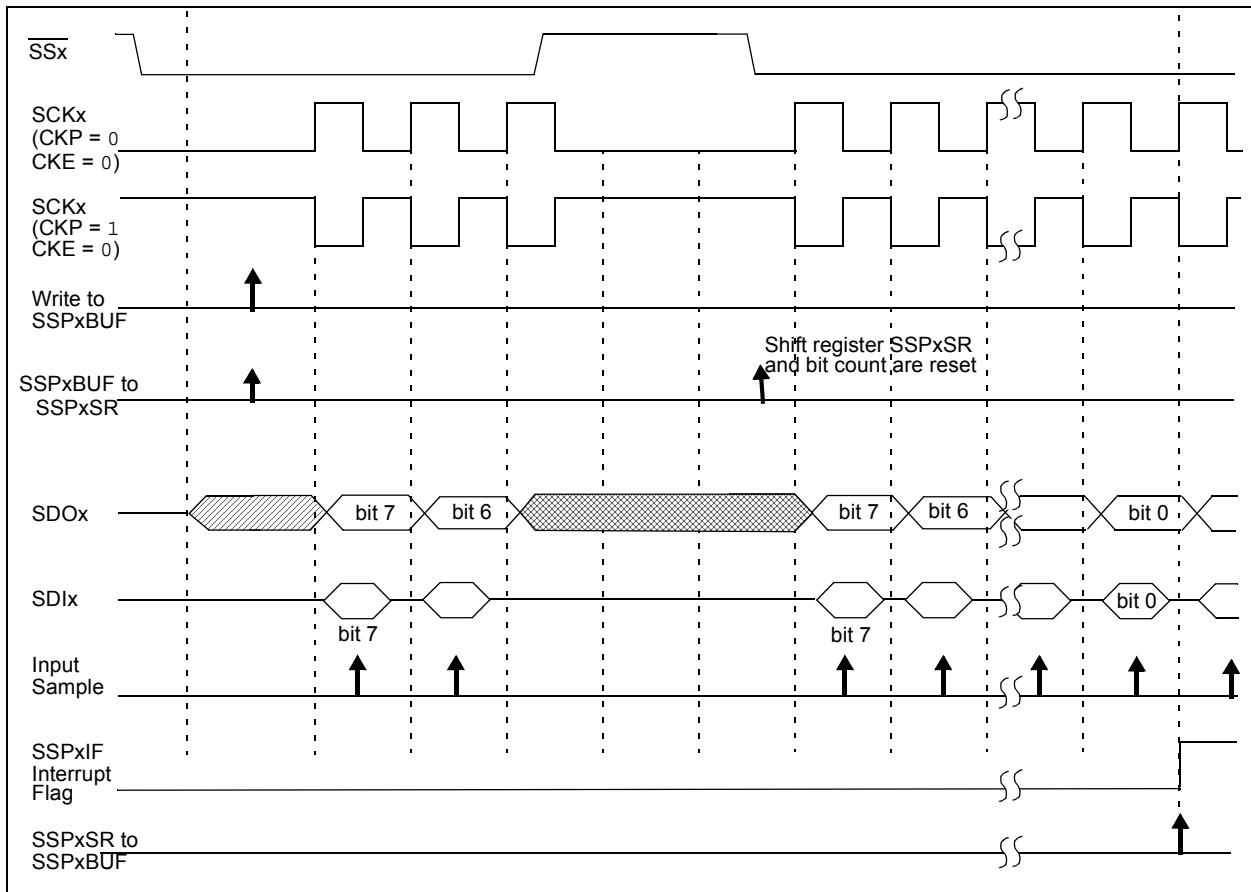 SSx
SCKx
(CKP = 0
CKE = 0)
SCKx
(CKP = 1
CKE = 0)
Write to
SSPxBUF
Shift register SSPxSR
and bit count are reset
SSPxBUF to
SSPxSR
SDOx
bit 7
bit 6
bit 7
bit 6
bit 0
SDIx
bit 0
bit 7
bit 7
Input
Sample
SSPxIF
Interrupt
Flag
SSPxSR to
SSPxBUF